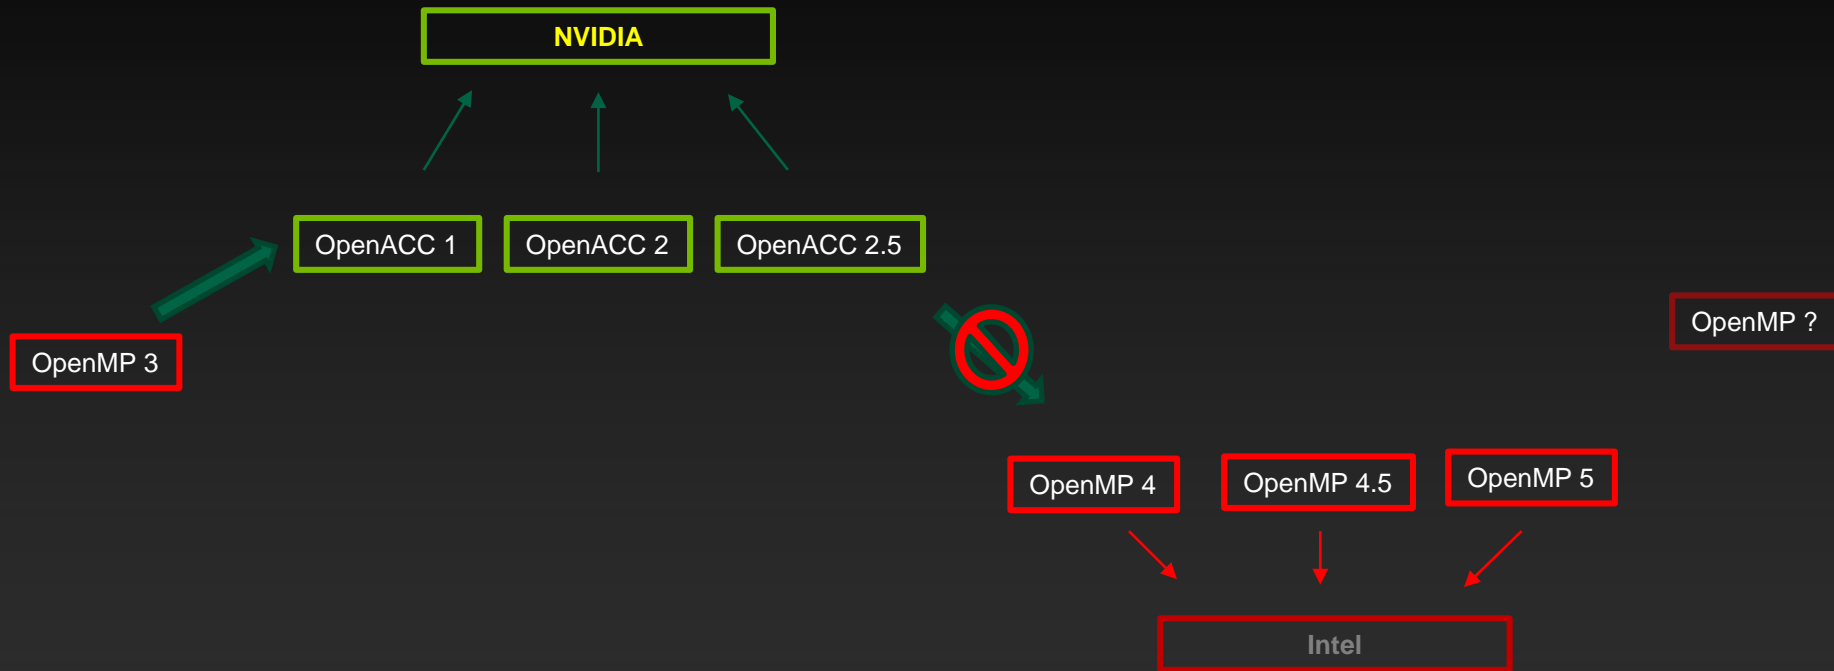 NVIDIA
OpenACC 1
OpenACC 2
OpenACC 2.5
OpenMP ?
OpenMP 3
OpenMP 4
OpenMP 4.5
OpenMP 5
Intel